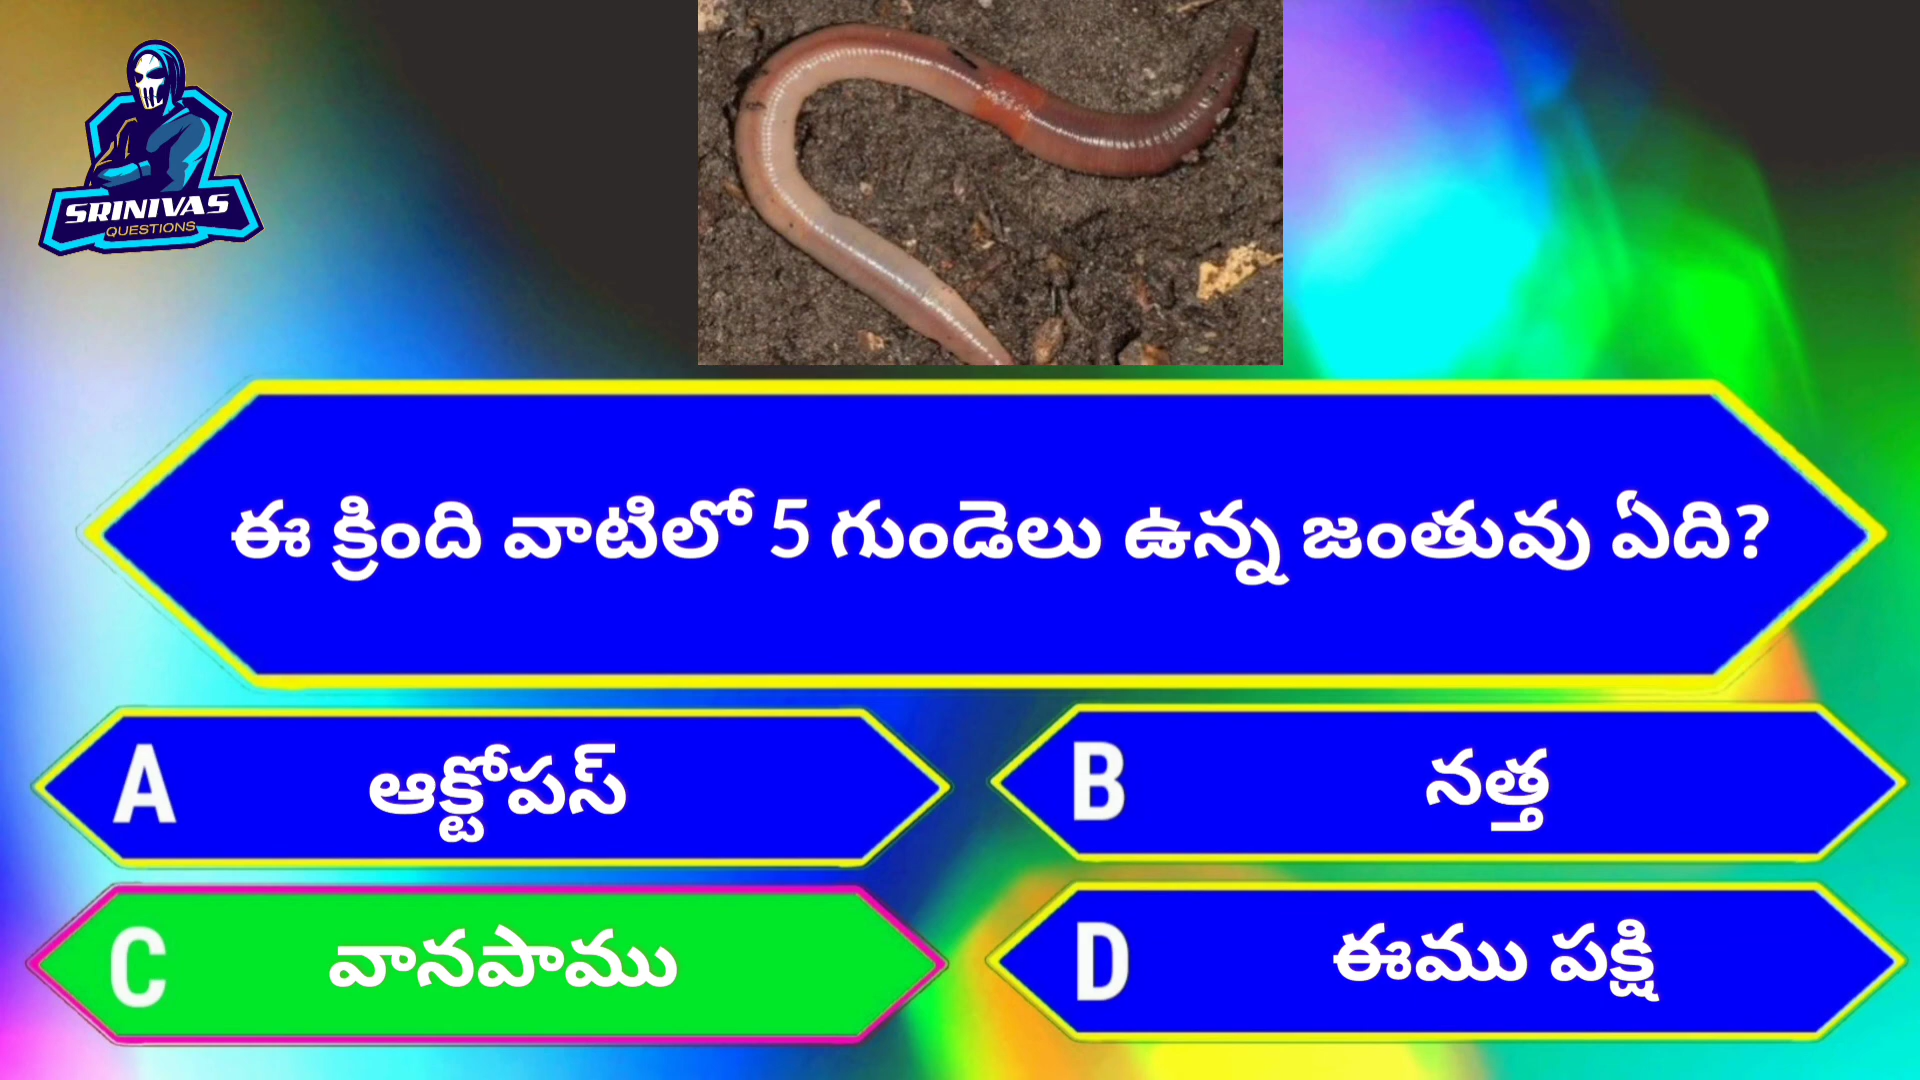 SRINIVAS
QUESTIONS
ఈ క్రింది వాటిలో 5 గుండెలు ఉన్న జంతువు ఏది?
A ఆక్టోపస్
B నత్త
C వానపాము
D ఈము పక్షి